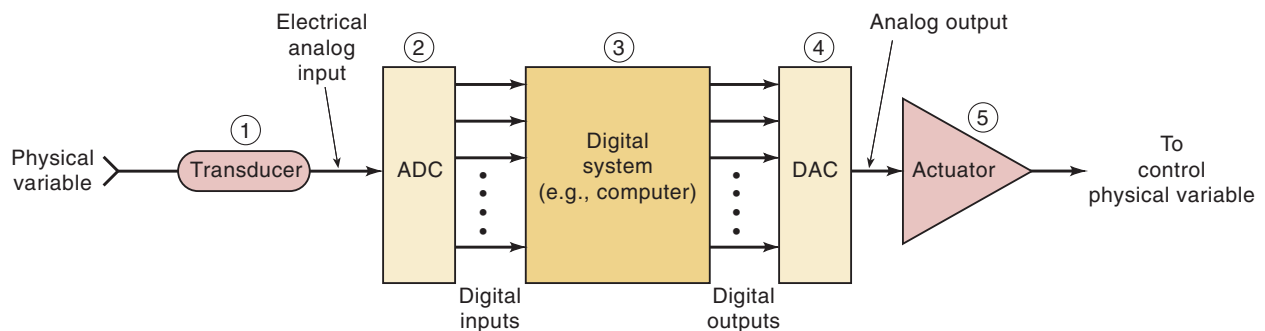 Physical
variable
①
Transducer
Electrical
analog
input
②
ADC
Digital
inputs
③
Digital
system
(e.g., computer)
Digital
outputs
④
DAC
Analog output
⑤
Actuator
To
control
physical variable